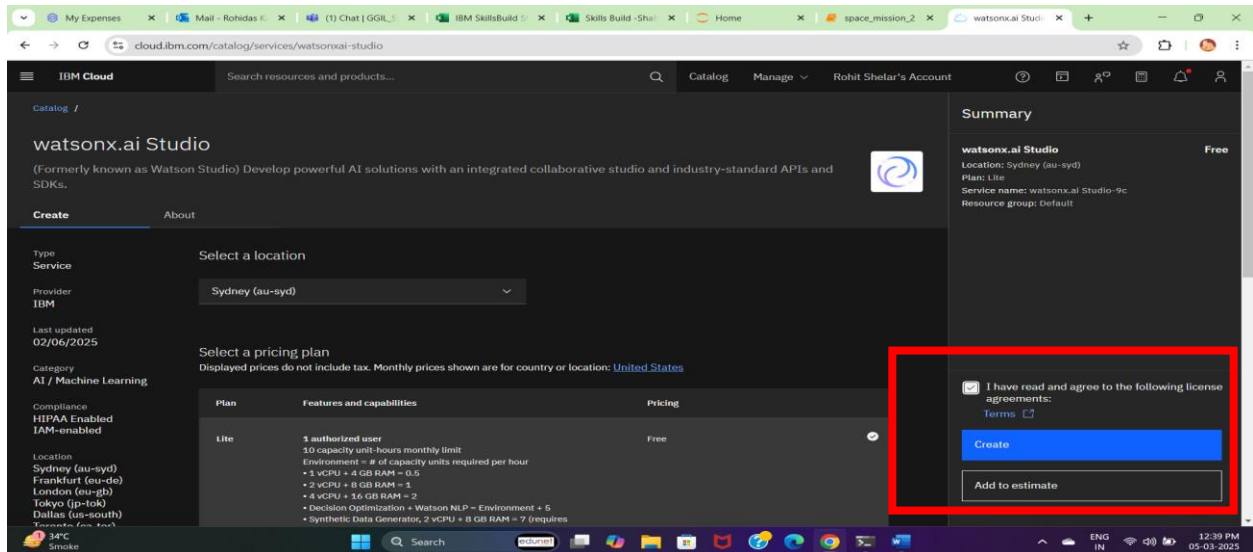 My Expenses
Mail - Rohidas K
(1) Chat | GGIL_S
IBM SkillsBuild S
Skills Build -Shai
Home
space_mission_2
watsonx.ai Studi
cloud.ibm.com/catalog/services/watsonxai-studio
IBM Cloud
Search resources and products...
Catalog
Manage
Rohit Shelar's Account
Catalog /
watsonx.ai Studio
(Formerly known as Watson Studio) Develop powerful AI solutions with an integrated collaborative studio and industry-standard APIs and
SDKs.
Create
About
Type
Service
Provider
IBM
Last updated
02/06/2025
Category
AI / Machine Learning
Compliance
HIPAA Enabled
IAM-enabled
Location
Sydney (au-syd)
Frankfurt (eu-de)
London (eu-gb)
Tokyo (jp-tok)
Dallas (us-south)
Toronto (ca-tor)
Select a location
Sydney (au-syd)
Select a pricing plan
Displayed prices do not include tax. Monthly prices shown are for country or location: United States
Plan
Features and capabilities
Pricing
Lite
1 authorized user
Free
10 capacity unit-hours monthly limit
Environment = # of capacity units required per hour
• 1 vCPU + 4 GB RAM = 0.5
• 2 vCPU + 8 GB RAM = 1
• 4 vCPU + 16 GB RAM = 2
• Decision Optimization + Watson NLP = Environment + 5
• Synthetic Data Generator, 2 vCPU + 8 GB RAM = 7 (requires
Summary
watsonx.ai Studio
Free
Location: Sydney (au-syd)
Plan: Lite
Service name: watsonx.ai Studio-9c
Resource group: Default
I have read and agree to the following license
agreements:
Terms
Create
Add to estimate
34°C
Smoke
Search
edunet
ENG
IN
12:39 PM
05-03-2025